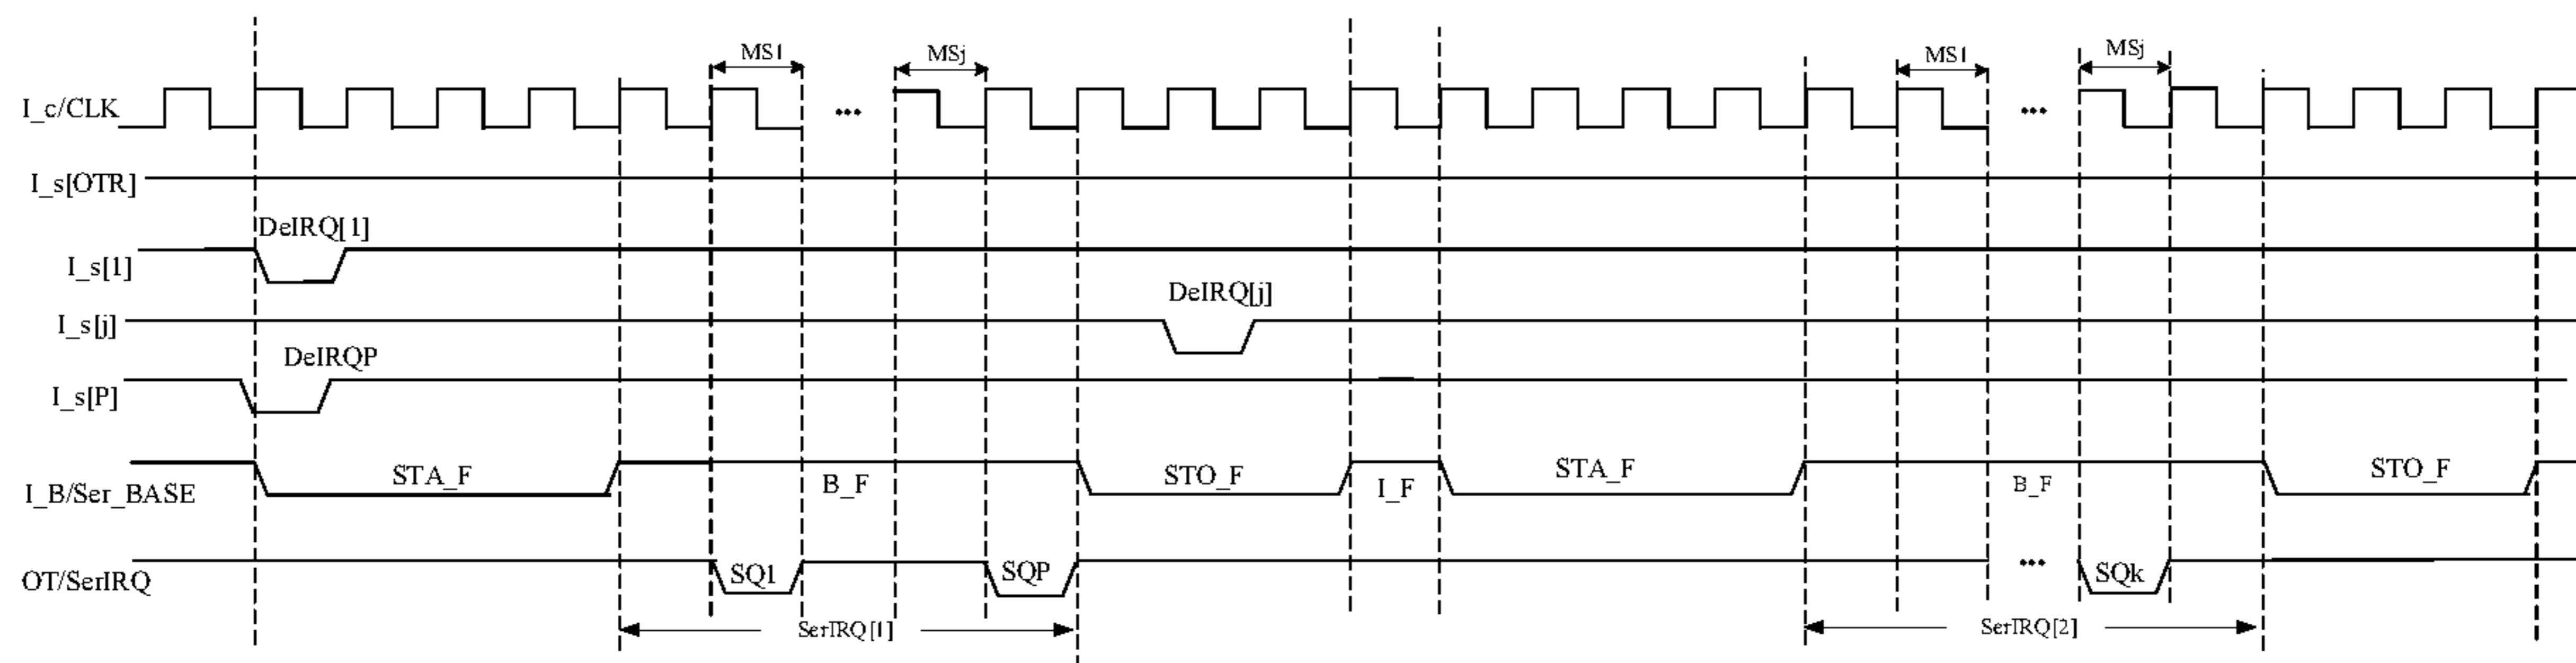 MS1
MSj
MS1
MSj
I_c/CLK
...
...
I_s[OTR]
DeIRQ[1]
I_s[1]
DeIRQ[j]
I_s[j]
DeIRQP
I_s[P]
STA_F
B_F
STO_F
I_F
STA_F
B_F
STO_F
I_B/Ser_BASE
SQ1
SQP
...
SQk
OT/SerIRQ
SerIRQ[1]
SerIRQ[2]